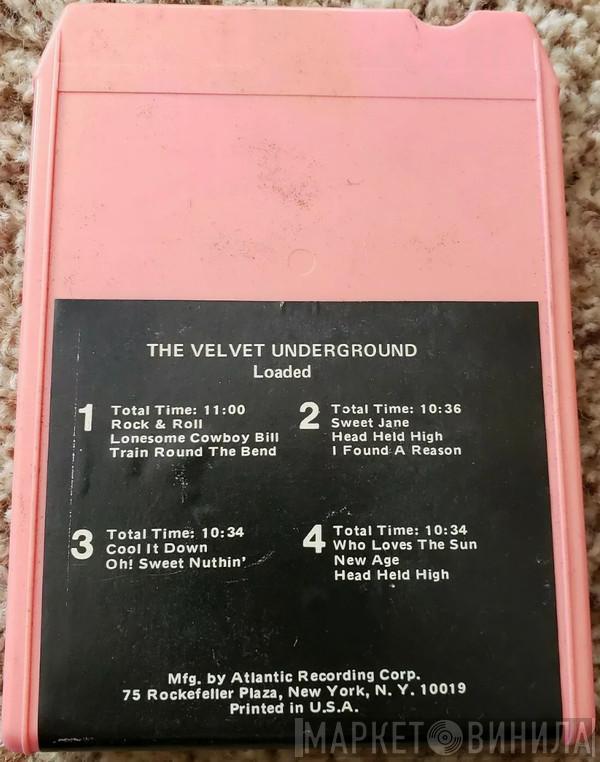 THE VELVET UNDERGROUND
Loaded
1
Total Time: 11:00
Rock & Roll
Lonesome Cowboy Bill
Train Round The Bend
2
Total Time: 10:36
Sweet Jane
Head Held High
I Found A Reason
3
Total Time: 10:34
Cool It Down
Oh! Sweet Nuthin'
4
Total Time: 10:34
Who Loves The Sun
New Age
Head Held High
Mfg. by Atlantic Recording Corp.
75 Rockefeller Plaza, New York, N. Y. 10019
Printed in U.S.A.
МАРКЕТ ВИНИЛА